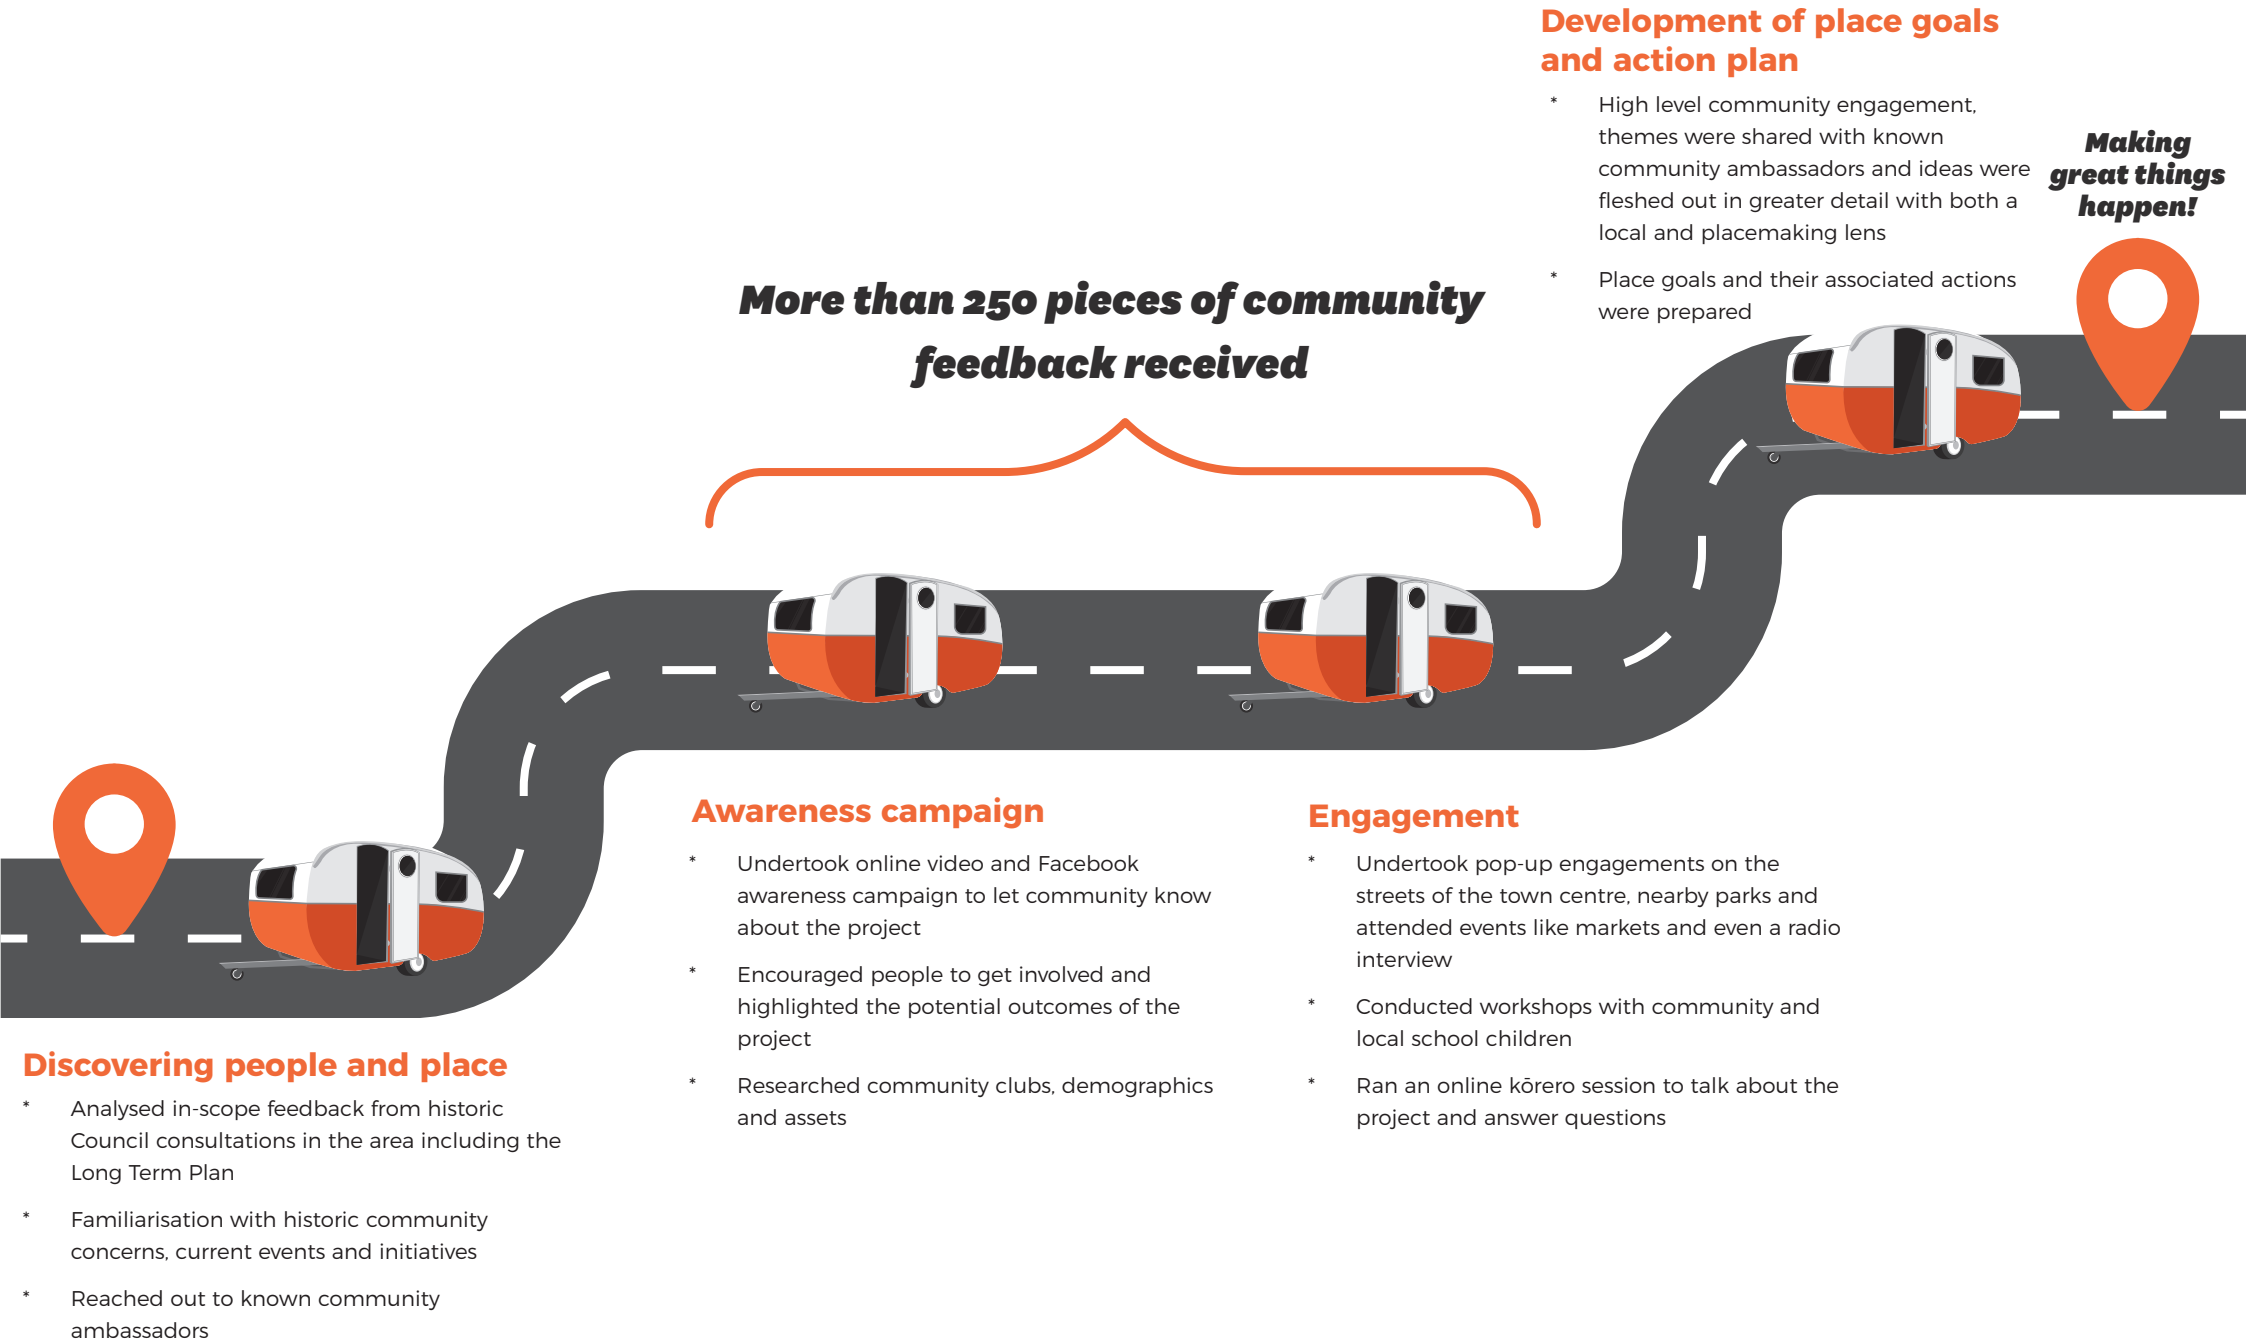 Development of place goals
and action plan
* High level community engagement,
themes were shared with known
community ambassadors and ideas were
fleshed out in greater detail with both a
local and placemaking lens
* Place goals and their associated actions
were prepared
Making
great things
happen!
More than 250 pieces of community
feedback received
Awareness campaign
* Undertook online video and Facebook
awareness campaign to let community know
about the project
* Encouraged people to get involved and
highlighted the potential outcomes of the
project
* Researched community clubs, demographics
and assets
Engagement
* Undertook pop-up engagements on the
streets of the town centre, nearby parks and
attended events like markets and even a radio
interview
* Conducted workshops with community and
local school children
* Ran an online kōrero session to talk about the
project and answer questions
Discovering people and place
* Analysed in-scope feedback from historic
Council consultations in the area including the
Long Term Plan
* Familiarisation with historic community
concerns, current events and initiatives
* Reached out to known community
ambassadors